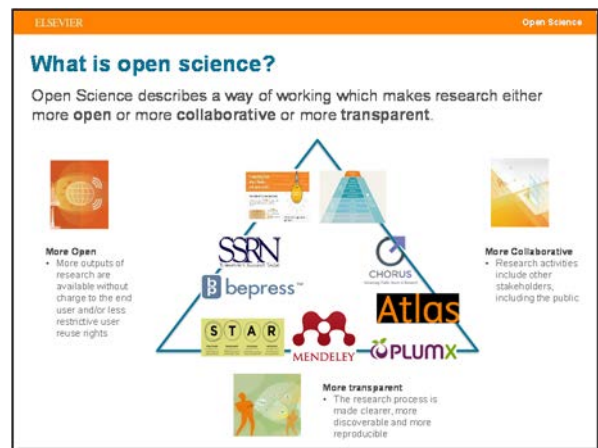 ELSEVIER
Open Science
What is open science?
Open Science describes a way of working which makes research either
more open or more collaborative or more transparent.
More Open
• More outputs of
research are
available without
charge to the end
user and/or less
restrictive user
reuse rights
SSRN
bepress™
CHORUS
Atlas
STAR
MENDELEY
PLUMX
More Collaborative
• Research activities
include other
stakeholders,
including the public
More transparent
• The research process is
made clearer, more
discoverable and more
reproducible